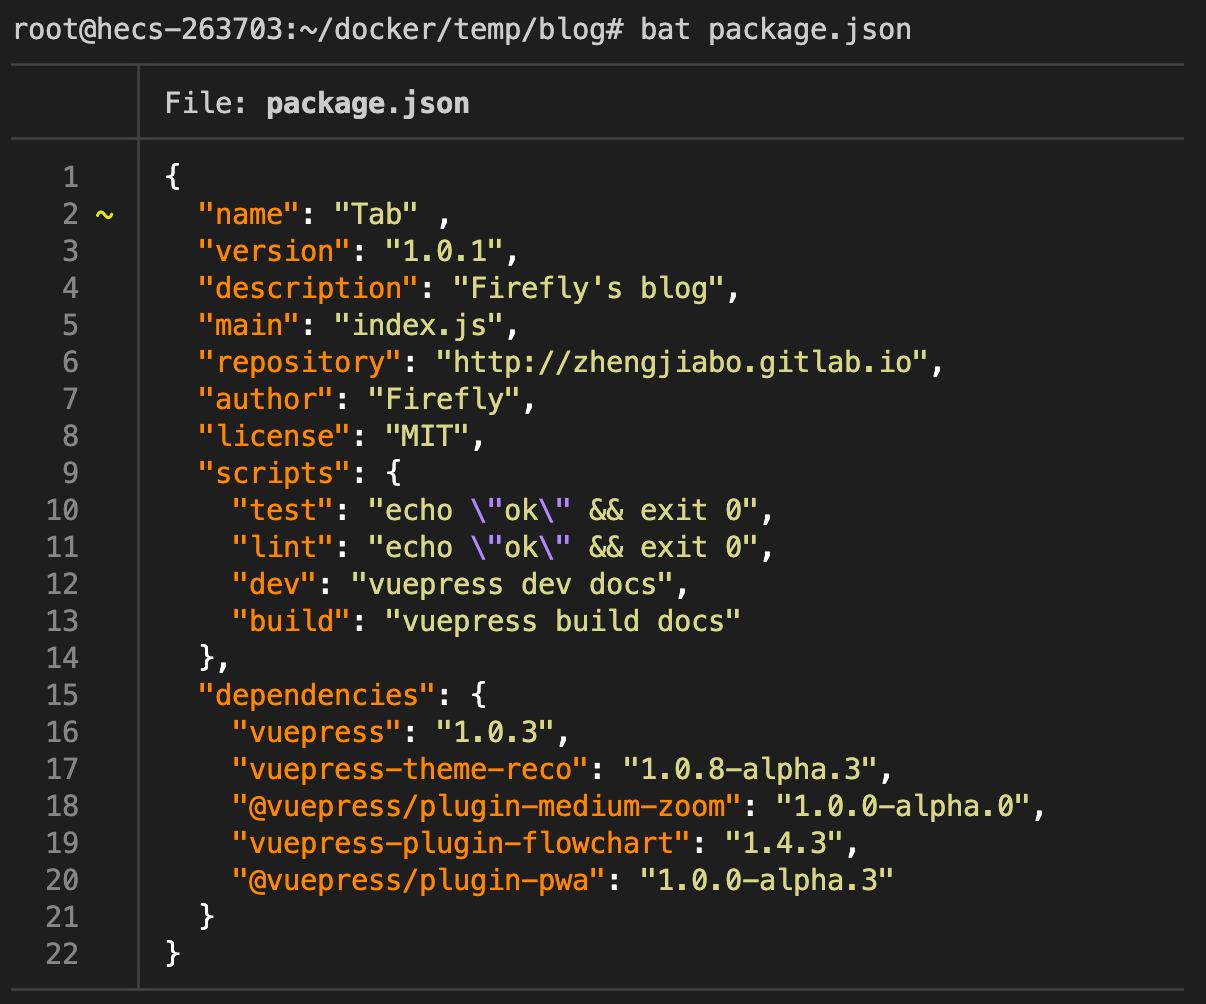 root@hecs-263703:~/docker/temp/blog# bat package.json
File: package.json
1 {
2 ~ "name": "Tab" ,
3 "version": "1.0.1",
4 "description": "Firefly's blog",
5 "main": "index.js",
6 "repository": "http://zhengjiabo.gitlab.io",
7 "author": "Firefly",
8 "license": "MIT",
9 "scripts": {
10 "test": "echo \"ok\" && exit 0",
11 "lint": "echo \"ok\" && exit 0",
12 "dev": "vuepress dev docs",
13 "build": "vuepress build docs"
14 },
15 "dependencies": {
16 "vuepress": "1.0.3",
17 "vuepress-theme-reco": "1.0.8-alpha.3",
18 "@vuepress/plugin-medium-zoom": "1.0.0-alpha.0",
19 "vuepress-plugin-flowchart": "1.4.3",
20 "@vuepress/plugin-pwa": "1.0.0-alpha.3"
21 }
22 }